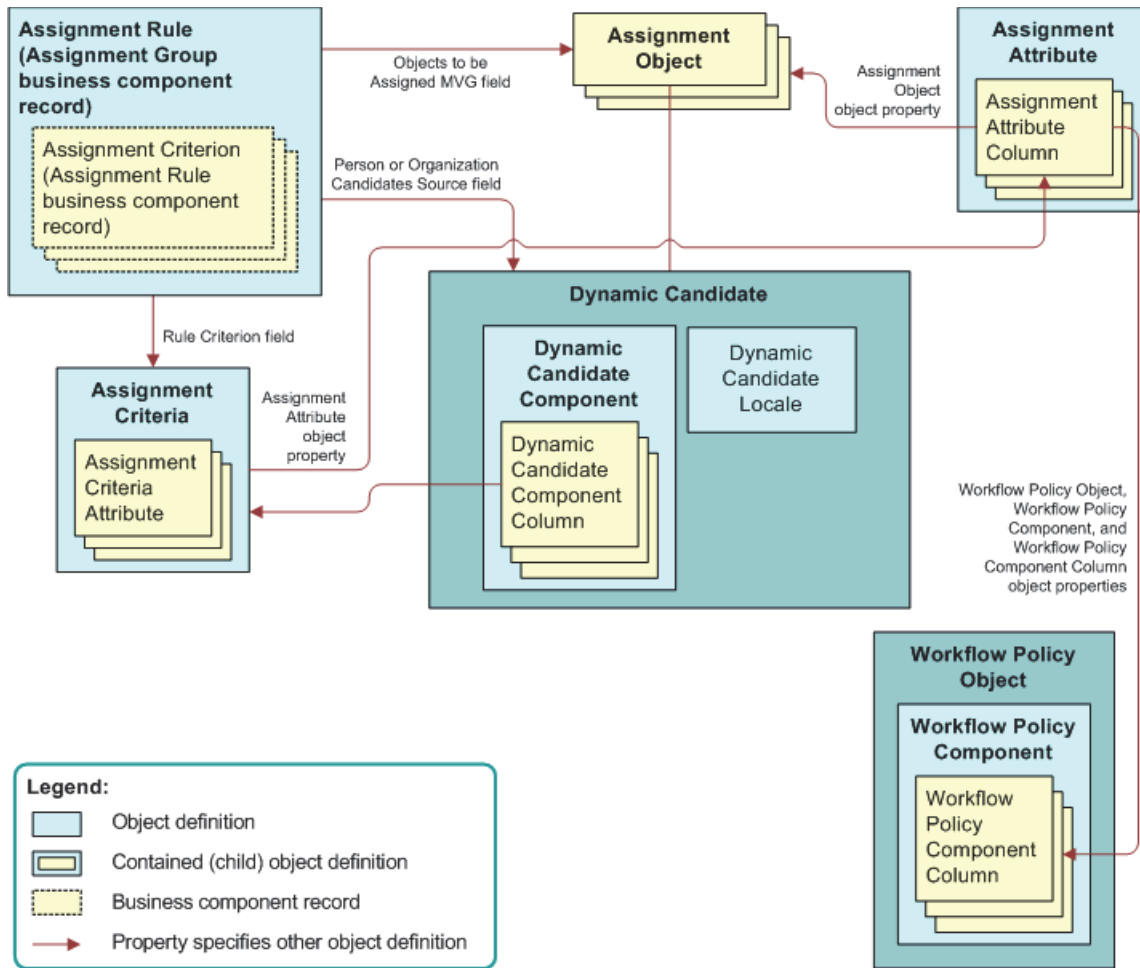 Assignment Rule
(Assignment Group
business component
record)
Assignment Criterion
(Assignment Rule
business component
record)
Objects to be
Assigned MVG field
Assignment
Object
Assignment
Object
object property
Assignment
Attribute
Assignment
Attribute
Column
Person or Organization
Candidates Source field
Rule Criterion field
Assignment
Criteria
Assignment
Criteria
Attribute
Assignment
Attribute
object
property
Dynamic Candidate
Dynamic
Candidate
Component
Dynamic
Candidate
Component
Column
Dynamic
Candidate
Locale
Workflow Policy Object,
Workflow Policy
Component, and
Workflow Policy
Component Column
object properties
Workflow Policy
Object
Workflow Policy
Component
Workflow
Policy
Component
Column
Legend:
Object definition
Contained (child) object definition
Business component record
Property specifies other object definition